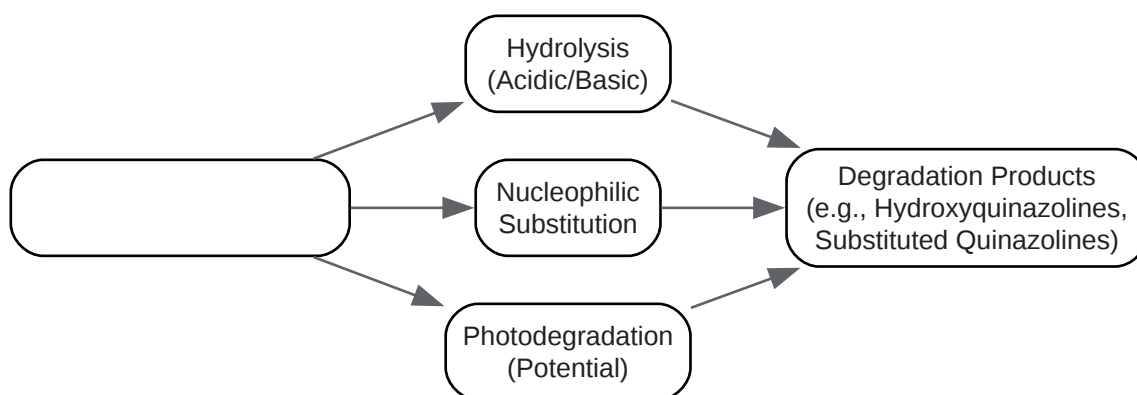 Hydrolysis
(Acidic/Basic)
Nucleophilic
Substitution
Degradation Products
(e.g., Hydroxyquinazolines,
Substituted Quinazolines)
Photodegradation
(Potential)